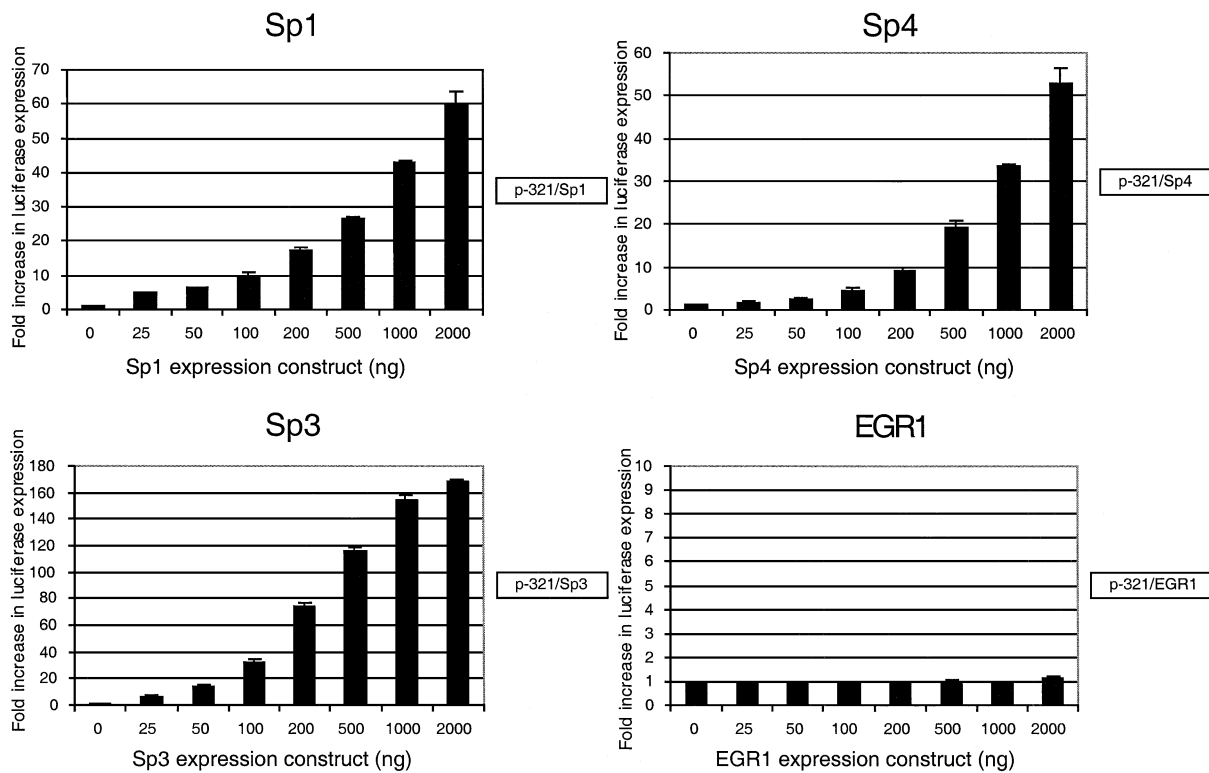 Sp1
Fold increase in luciferase expression
70
60
50
40
30
20
10
0
0 25 50 100 200 500 1000 2000
Sp1 expression construct (ng)
p-321/Sp1
Sp4
Fold increase in luciferase expression
60
50
40
30
20
10
0
0 25 50 100 200 500 1000 2000
Sp4 expression construct (ng)
p-321/Sp4
Sp3
Fold increase in luciferase expression
180
160
140
120
100
80
60
40
20
0
0 25 50 100 200 500 1000 2000
Sp3 expression construct (ng)
p-321/Sp3
EGR1
Fold increase in luciferase expression
10
9
8
7
6
5
4
3
2
1
0
0 25 50 100 200 500 1000 2000
EGR1 expression construct (ng)
p-321/EGR1